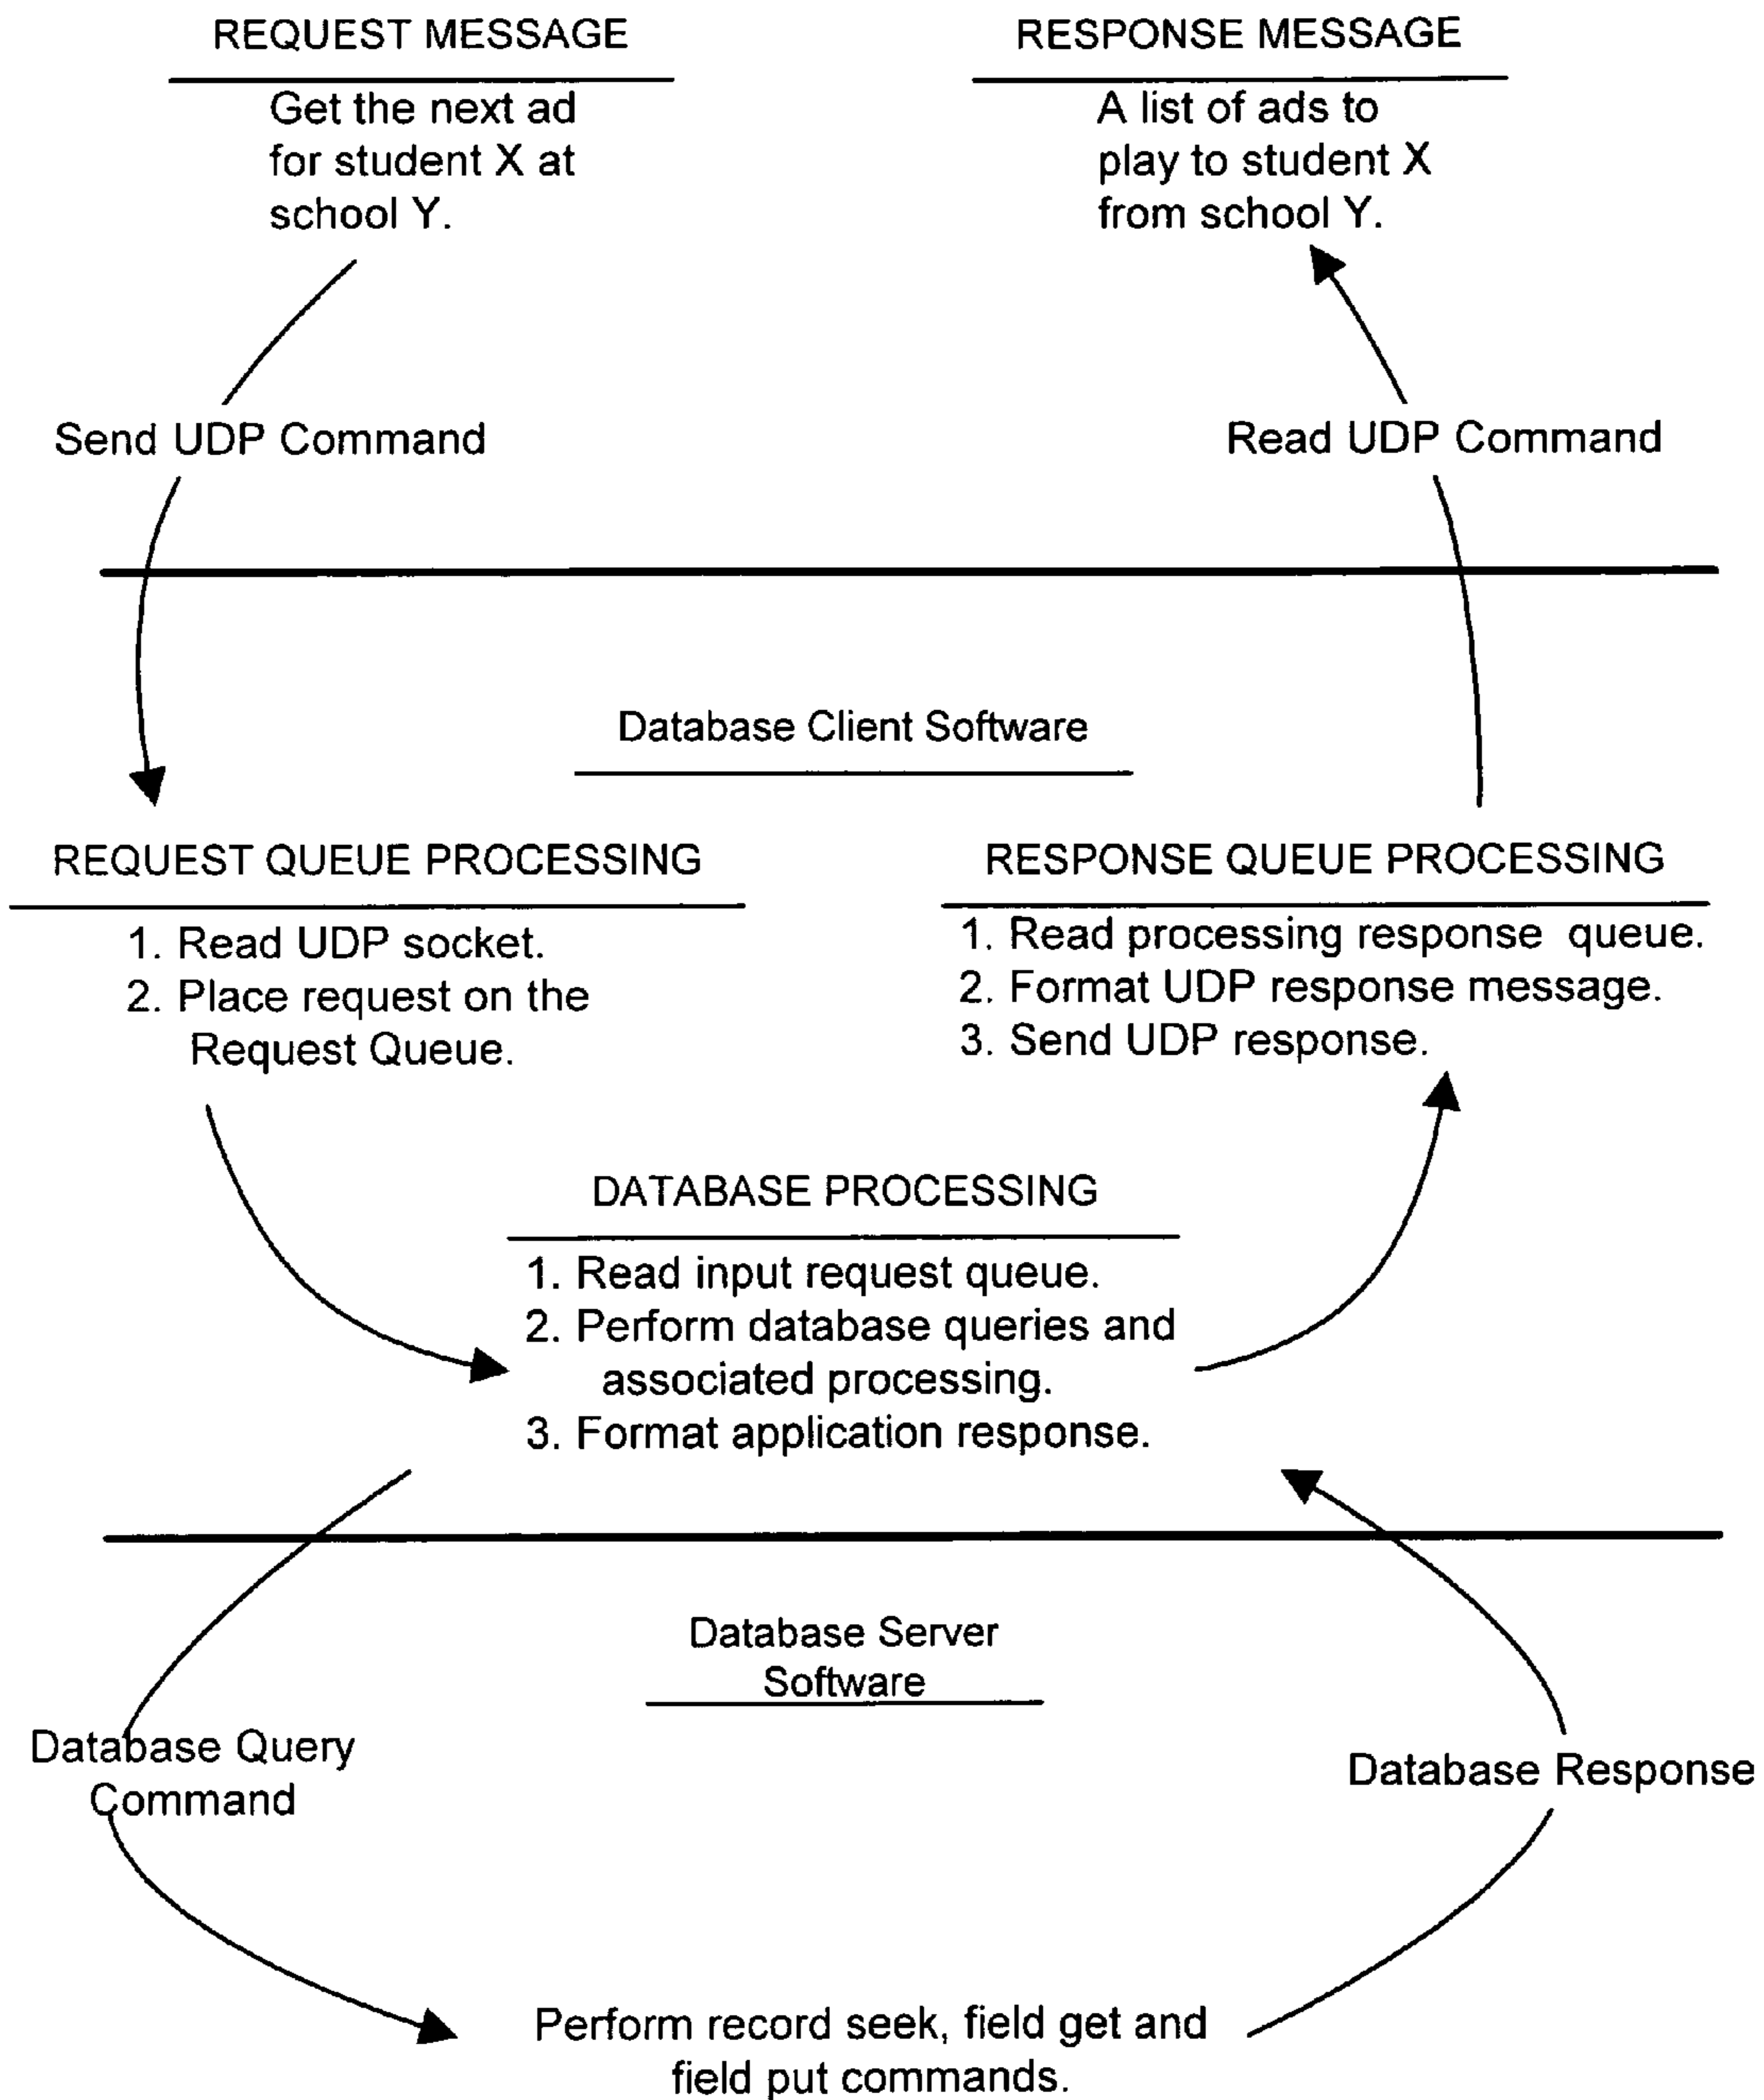 REQUEST MESSAGE
Get the next ad
for student X at
school Y.
RESPONSE MESSAGE
A list of ads to
play to student X
from school Y.
Send UDP Command
Read UDP Command
Database Client Software
REQUEST QUEUE PROCESSING
1. Read UDP socket.
2. Place request on the
Request Queue.
RESPONSE QUEUE PROCESSING
1. Read processing response queue.
2. Format UDP response message.
3. Send UDP response.
DATABASE PROCESSING
1. Read input request queue.
2. Perform database queries and
associated processing.
3. Format application response.
Database Server
Software
Database Query
Command
Database Response
Perform record seek, field get and
field put commands.